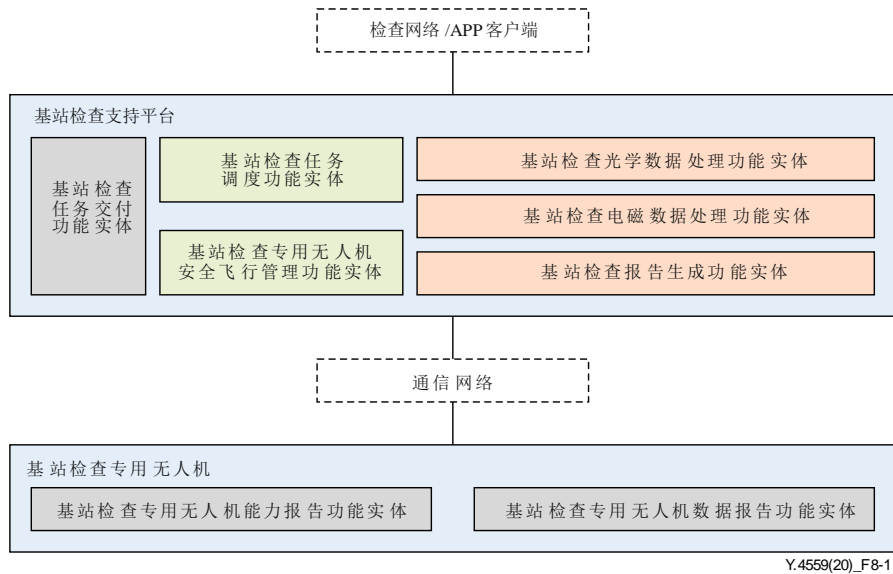 检查网络/APP客户端
基站检查支持平台
基站检查
任务交付
功能实体
基站检查任务
调度功能实体
基站检查专用无人机
安全飞行管理功能实体
基站检查光学数据处理功能实体
基站检查电磁数据处理功能实体
基站检查报告生成功能实体
通信网络
基站检查专用无人机
基站检查专用无人机能力报告功能实体
基站检查专用无人机数据报告功能实体
Y.4559(20)_F8-1